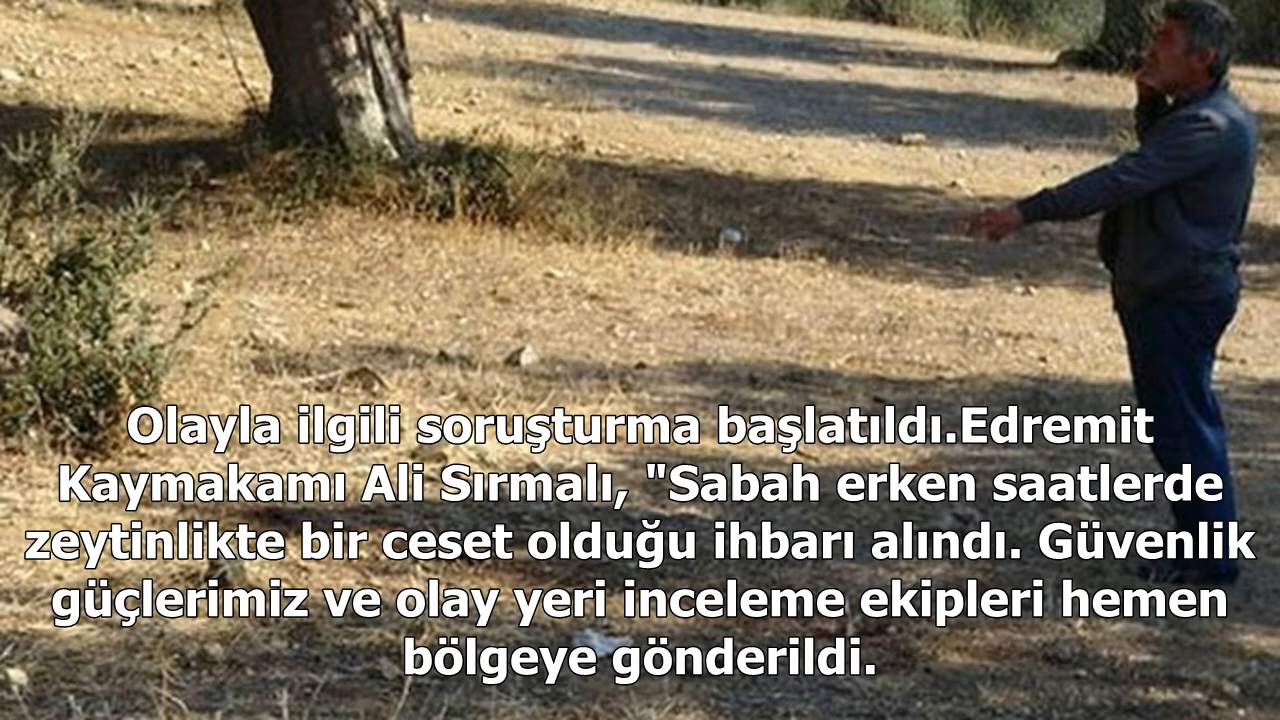 Olayla ilgili soruşturma başlatıldı.Edremit
Kaymakamı Ali Sırmalı, "Sabah erken saatlerde
zeytinlikte bir ceset olduğu ihbarı alındı. Güvenlik
güçlerimiz ve olay yeri inceleme ekipleri hemen
bölgeye gönderildi.